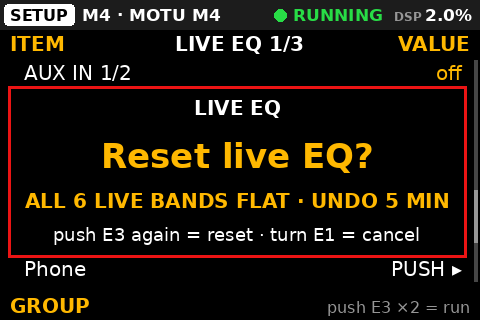 SETUP M4 · MOTU M4 RUNNING DSP 2.0%
ITEM LIVE EQ 1/3 VALUE
AUX IN 1/2 off
LIVE EQ
Reset live EQ?
ALL 6 LIVE BANDS FLAT · UNDO 5 MIN
push E3 again = reset · turn E1 = cancel
Phone PUSH ▸
GROUP push E3 ×2 = run